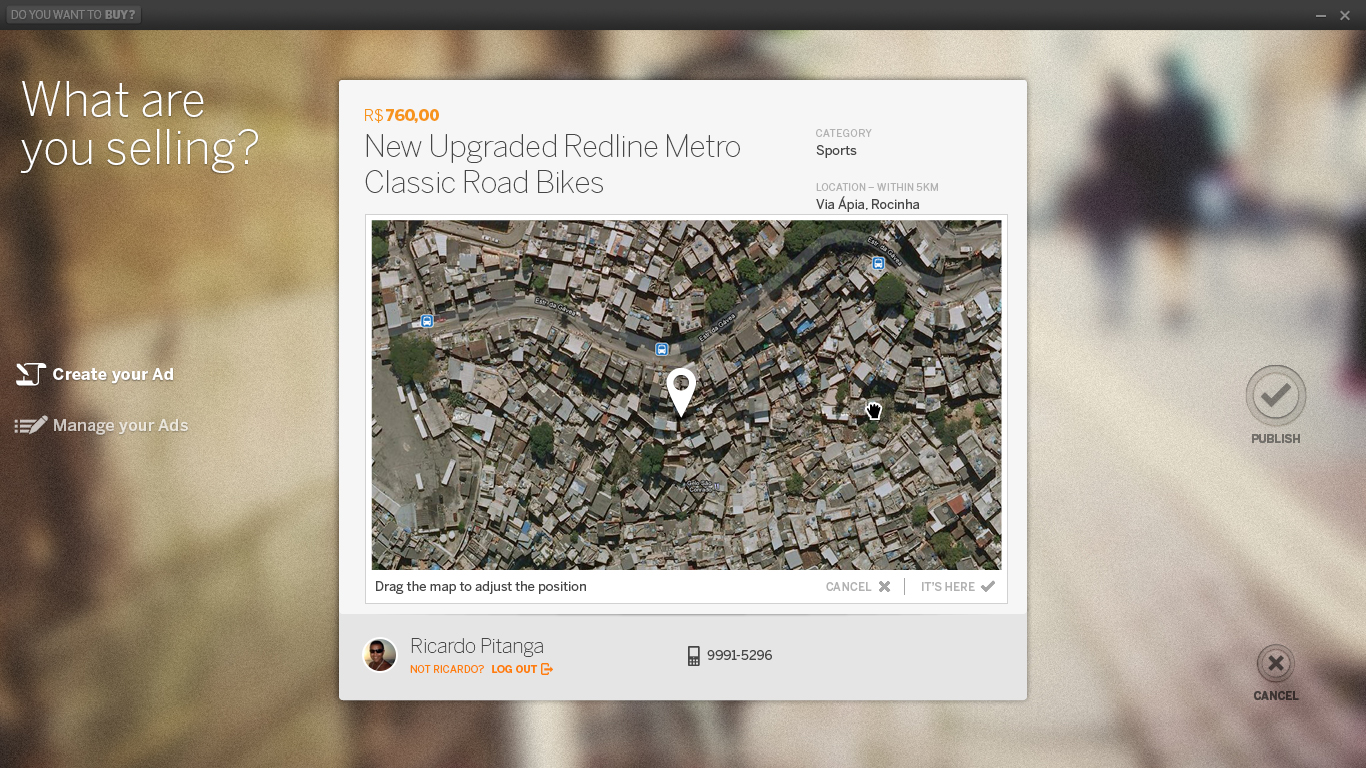 DO YOU WANT TO BUY?
What are
you selling?
Create your Ad
Manage your Ads
R$ 760,00
New Upgraded Redline Metro
Classic Road Bikes
CATEGORY
Sports
LOCATION – WITHIN 5KM
Via Ápia, Rocinha
Estr. da Gávea
Estr. da Gávea
Estr. da Gávea
Drag the map to adjust the position
CANCEL
IT'S HERE
Ricardo Pitanga
NOT RICARDO? LOG OUT
9991-5296
PUBLISH
CANCEL